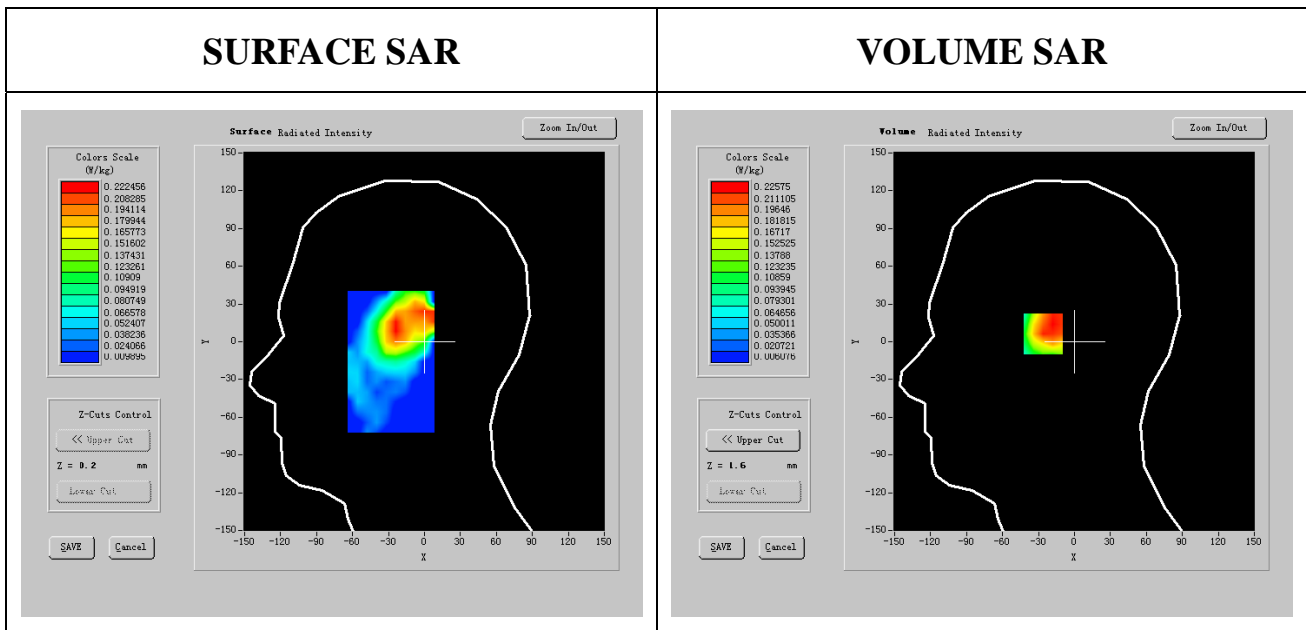 SURFACE SAR
VOLUME SAR
Surface Radiated Intensity
Zoom In/Out
Colors Scale
(W/kg)
0.222456
0.208285
0.194114
0.179944
0.165773
0.151602
0.137431
0.123261
0.10909
0.094919
0.080749
0.066578
0.052407
0.038236
0.024066
0.009895
Z-Cuts Control
<< Upper Cut
Z = 0.2 mm
Lower Cut
SAVE
Cancel
150
120
90
60
30
0
-30
-60
-90
-120
-150
Y
-150 -120 -90 -60 -30 0 30 60 90 120 150
X
Volume Radiated Intensity
Zoom In/Out
Colors Scale
(W/kg)
0.22575
0.211105
0.19646
0.181815
0.16717
0.152525
0.13788
0.123235
0.10859
0.093945
0.079301
0.064656
0.050011
0.035366
0.020721
0.006076
Z-Cuts Control
<< Upper Cut
Z = 1.6 mm
Lower Cut
SAVE
Cancel
150
120
90
60
30
0
-30
-60
-90
-120
-150
Y
-150 -120 -90 -60 -30 0 30 60 90 120 150
X